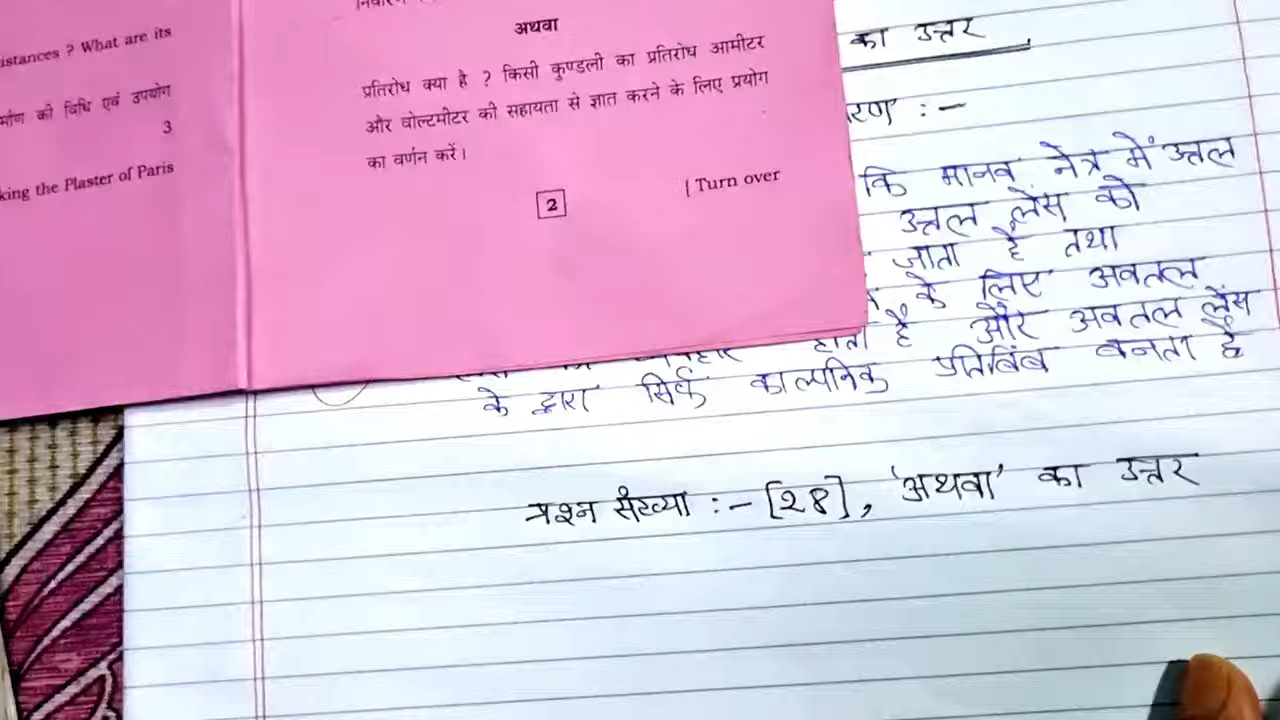 istances ? What are its
र्माण की विधि एवं उपयोग
3
king the Plaster of Paris
अथवा
प्रतिरोध क्या है ? किसी कुण्डली का प्रतिरोध आमीटर
और वोल्टमीटर की सहायता से ज्ञात करने के लिए प्रयोग
का वर्णन करें।
2
[ Turn over
का उत्तर
रण :-
कि मानव नेत्र में उत्तल
उत्तल लेंस को
जाता है तथा
के लिए अवतल
होता है और अवतल लेंस
के द्वारा सिर्फ काल्पनिक प्रतिबिंब बनता है
प्रश्न संख्या :- [28], 'अथवा' का उत्तर